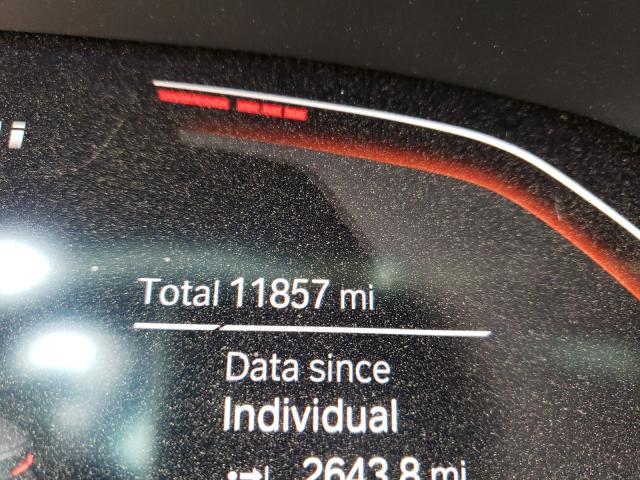 Total 11857 mi
Data since
Individual
2643.8 mi